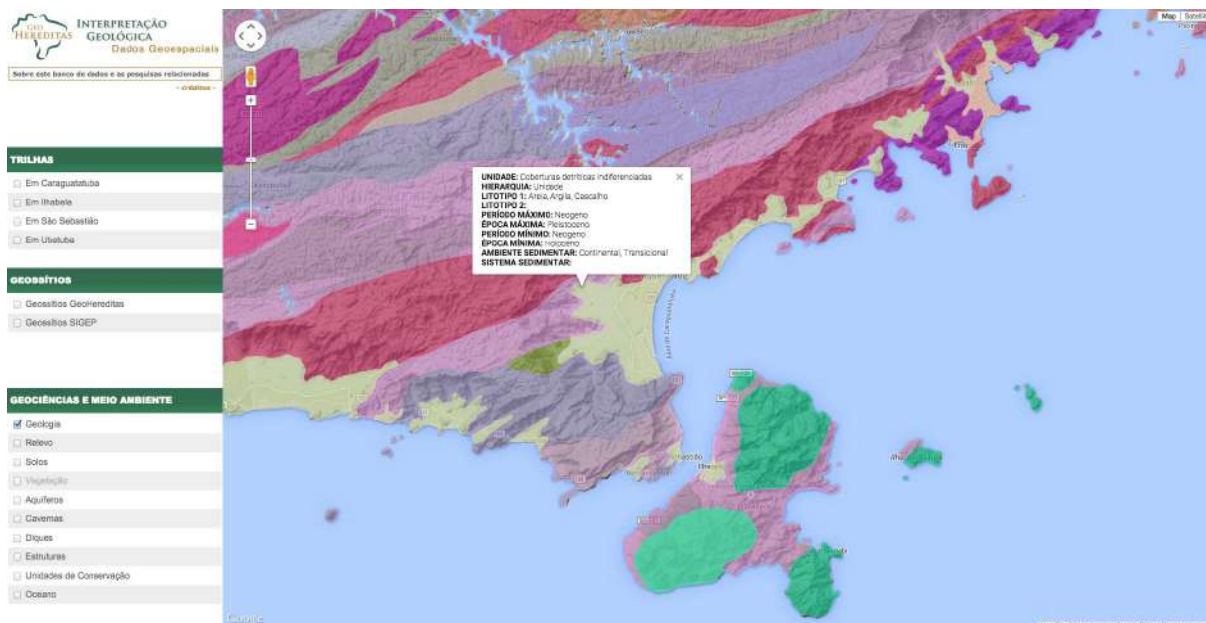 GEO
HEREDITAS
INTERPRETAÇÃO
GEOLÓGICA
Dados Geoespaciais
Sobre este banco de dados e as pesquisas relacionadas
- créditos -
TRILHAS
Em Caraguatatuba
Em Ilhabela
Em São Sebastião
Em Ubatuba
GEOSSÍTIOS
Geossítios GeoHereditas
Geossítios SIGEP
GEOCIÊNCIAS E MEIO AMBIENTE
Geologia
Relevo
Solos
Vegetação
Aquíferos
Cavernas
Diques
Estruturas
Unidades de Conservação
Oceano
Map Satellite
UNIDADE: Coberturas detríticas indiferenciadas
HIERARQUIA: Unidade
LITOTIPO 1: Areia, Argila, Cascalho
LITOTIPO 2:
PERÍODO MÁXIMO: Neogeno
ÉPOCA MÁXIMA: Pleistoceno
PERÍODO MÍNIMO: Neogeno
ÉPOCA MÍNIMA: Holoceno
AMBIENTE SEDIMENTAR: Continental, Transicional
SISTEMA SEDIMENTAR:
Google